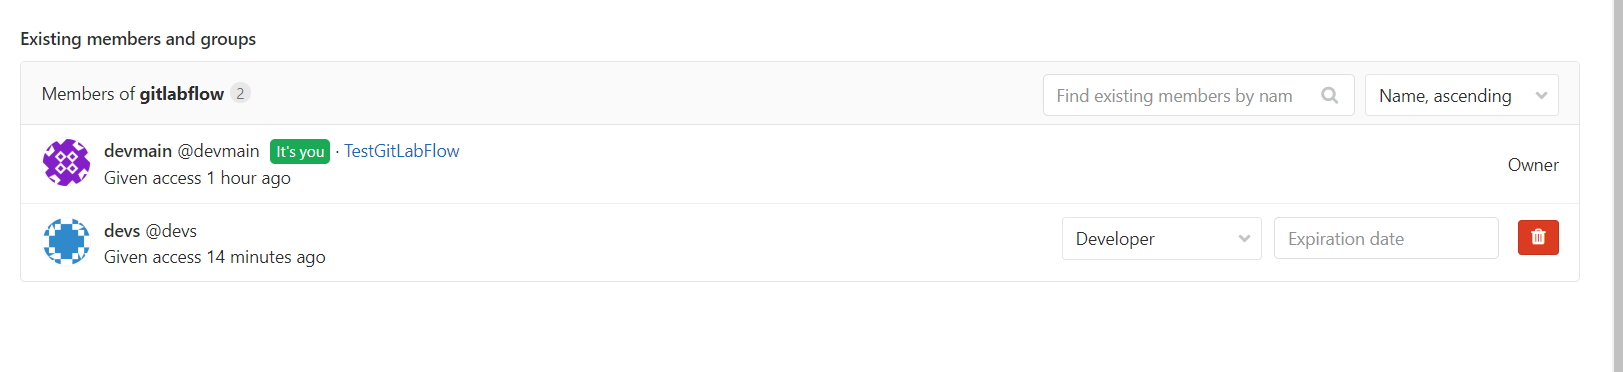 Existing members and groups
Members of gitlabflow 2
Find existing members by nam
Name, ascending
devmain @devmain It's you · TestGitLabFlow
Given access 1 hour ago
Owner
devs @devs
Given access 14 minutes ago
Developer
Expiration date